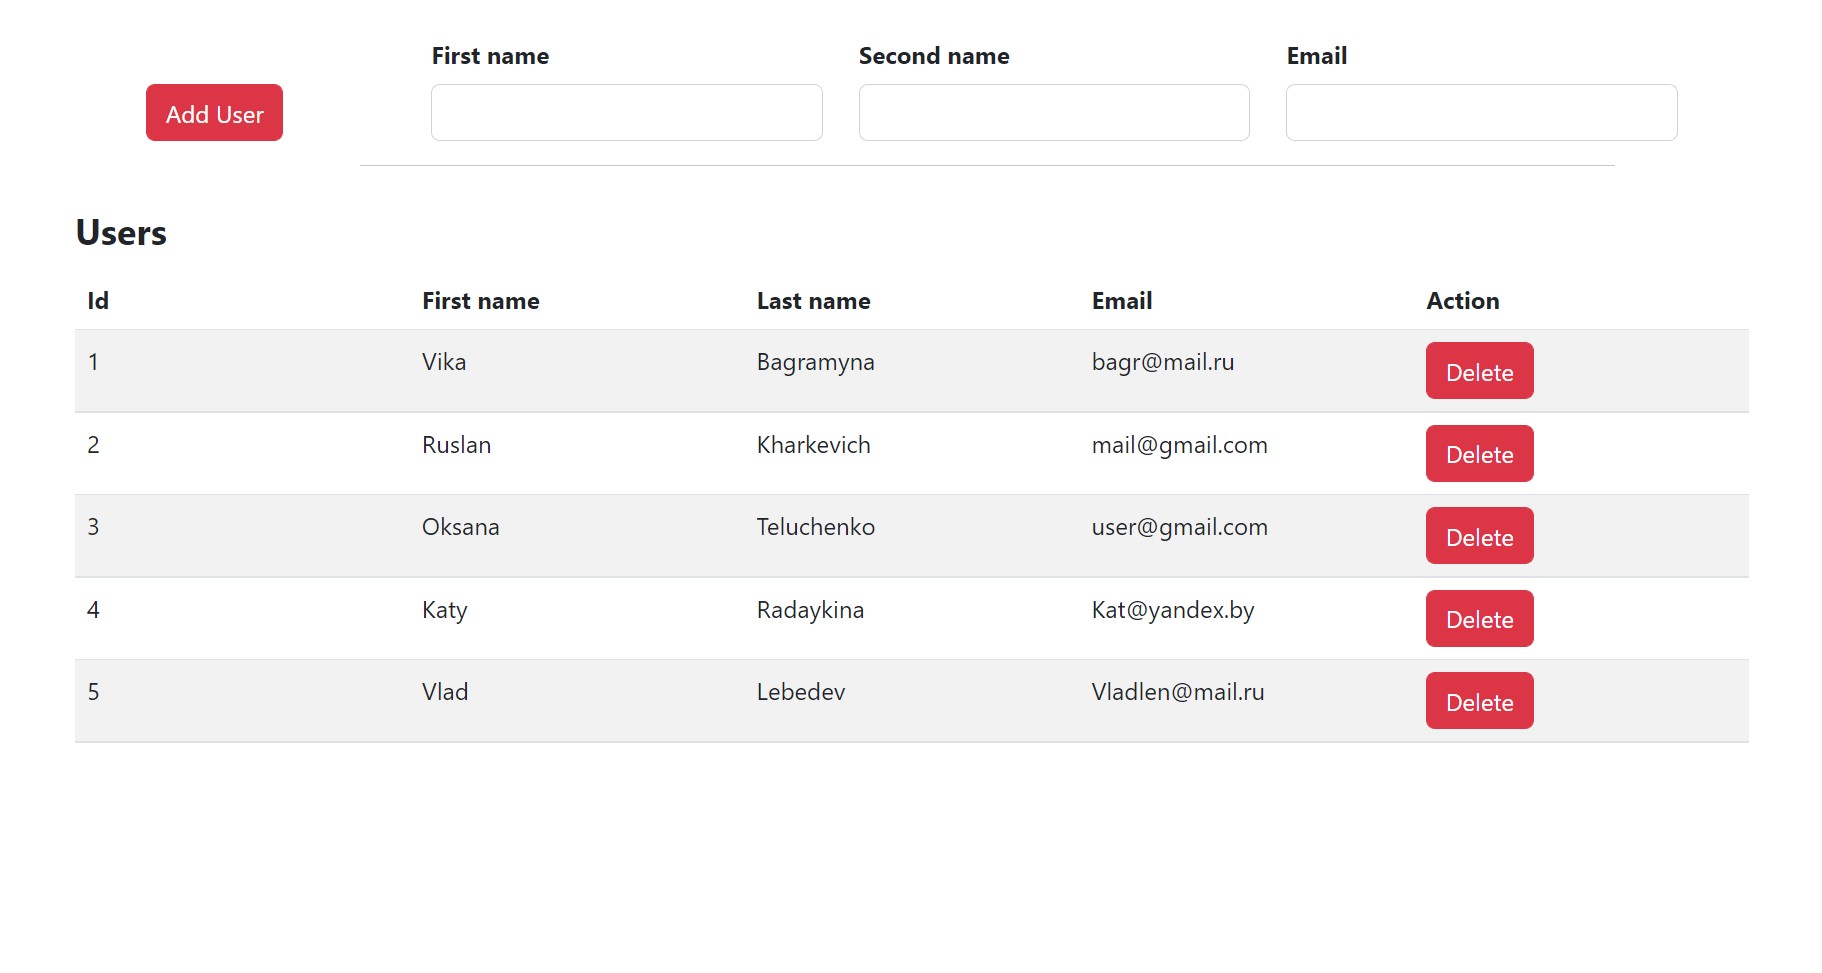 First name Second name Email
Add User
Users
Id First name Last name Email Action
1 Vika Bagramyna bagr@mail.ru Delete
2 Ruslan Kharkevich mail@gmail.com Delete
3 Oksana Teluchenko user@gmail.com Delete
4 Katy Radaykina Kat@yandex.by Delete
5 Vlad Lebedev Vladlen@mail.ru Delete